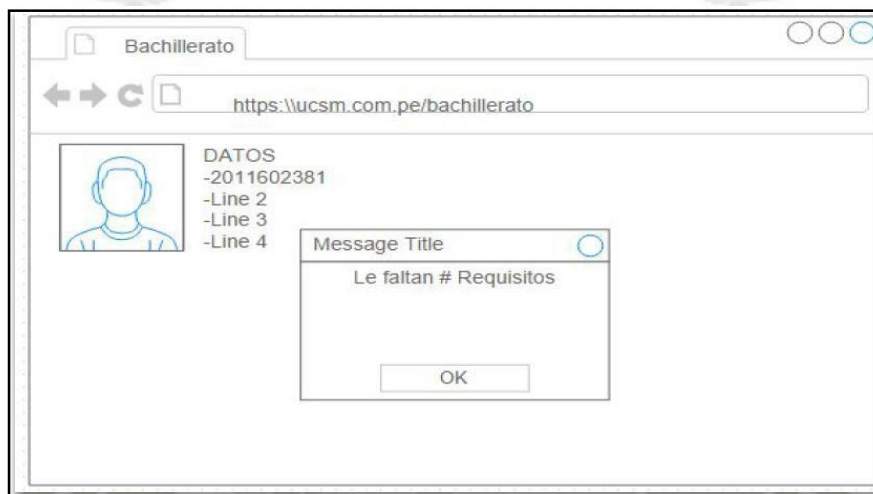 Bachillerato
https:\\ucsm.com.pe/bachillerato
DATOS
-2011602381
-Line 2
-Line 3
-Line 4
Message Title
Le faltan # Requisitos
OK